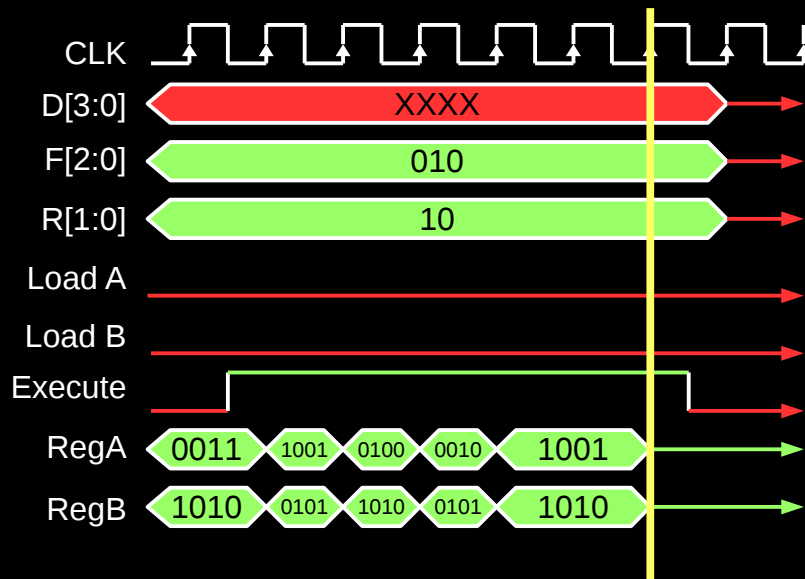 CLK
D[3:0] XXXX
F[2:0] 010
R[1:0] 10
Load A
Load B
Execute
RegA 0011 1001 0100 0010 1001
RegB 1010 0101 1010 0101 1010